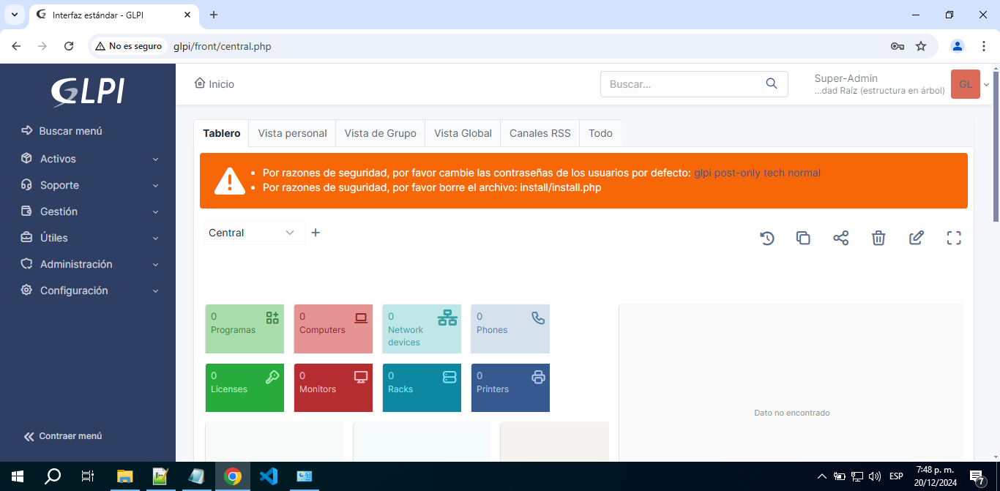 Interfaz estándar - GLPI
No es seguro
glpi/front/central.php
GLPI
Inicio
Buscar...
Super-Admin
...dad Raíz (estructura en árbol)
GL
Buscar menú
Activos
Soporte
Gestión
Útiles
Administración
Configuración
Contraer menú
Tablero
Vista personal
Vista de Grupo
Vista Global
Canales RSS
Todo
Por razones de seguridad, por favor cambie las contraseñas de los usuarios por defecto: glpi post-only tech normal
Por razones de suguridad, por favor borre el archivo: install/install.php
Central
0
Programas
0
Computers
0
Network
devices
0
Phones
0
Licenses
0
Monitors
0
Racks
0
Printers
Dato no encontrado
ESP
7:48 p. m.
20/12/2024
7